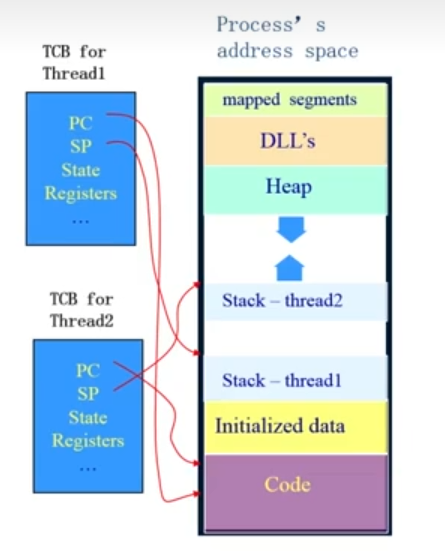 Process’s
address space
TCB for
Thread1
PC
SP
State
Registers
...
TCB for
Thread2
PC
SP
State
Registers
...
mapped segments
DLL’s
Heap
Stack – thread2
Stack – thread1
Initialized data
Code